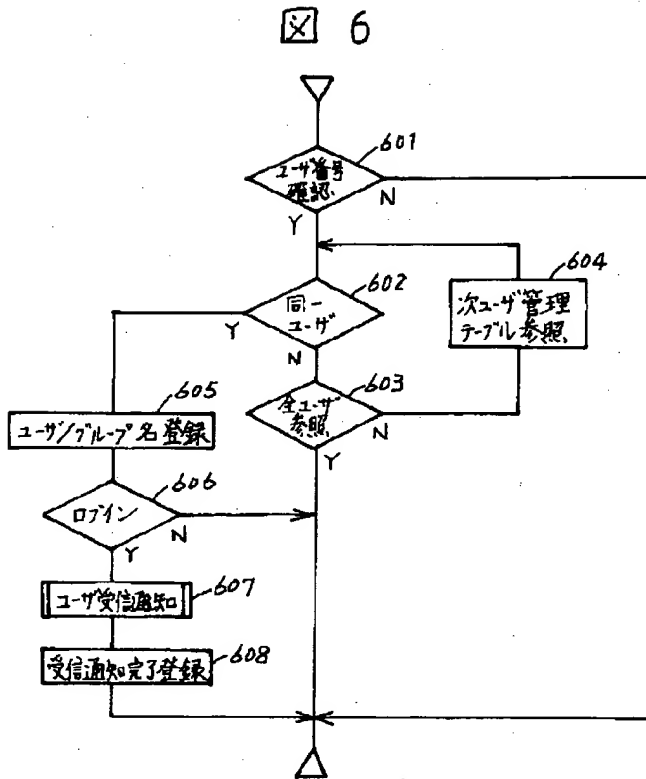 図 6
601
ユーザ番号
確認
N
Y
602
同一
ユーザ
Y
N
604
次ユーザ管理
テーブル参照
603
全ユーザ
参照
N
Y
605
ユーザ/グループ名登録
606
ログイン
N
Y
607
ユーザ受信通知
608
受信通知完了登録